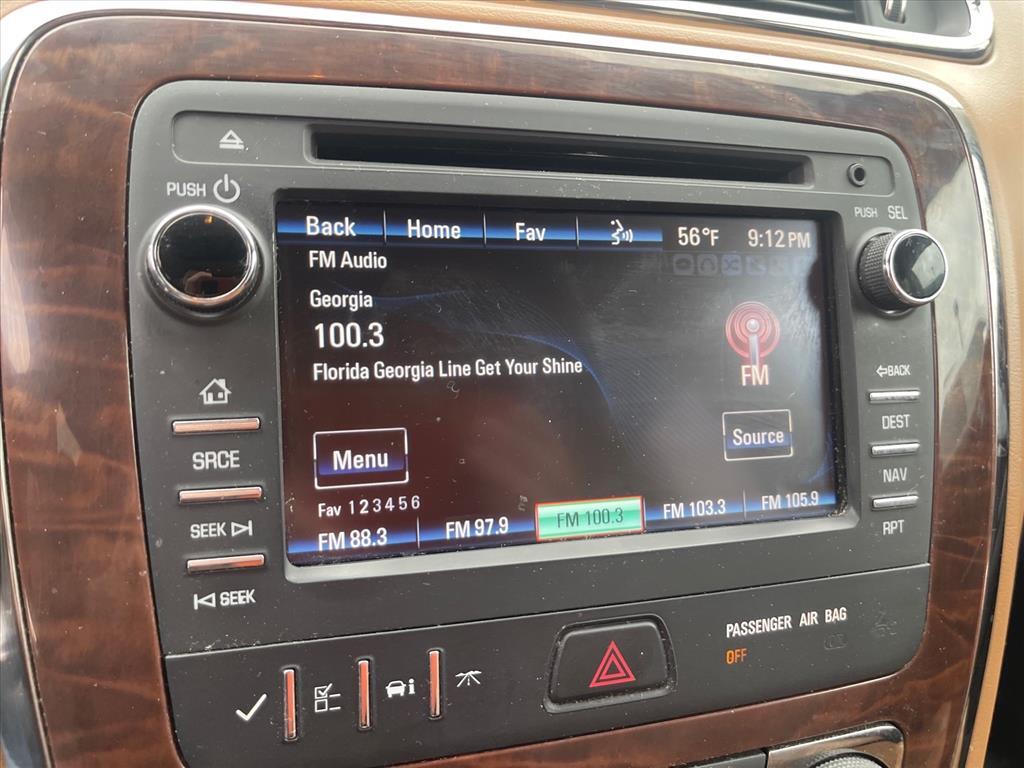 PUSH
PUSH SEL
Back Home Fav 56°F 9:12 PM
FM Audio
Georgia
100.3
Florida Georgia Line Get Your Shine
FM
Menu
Source
Fav 1 2 3 4 5 6
FM 88.3 FM 97.9 FM 100.3 FM 103.3 FM 105.9
SRCE
SEEK
SEEK
BACK
DEST
NAV
RPT
PASSENGER AIR BAG
OFF